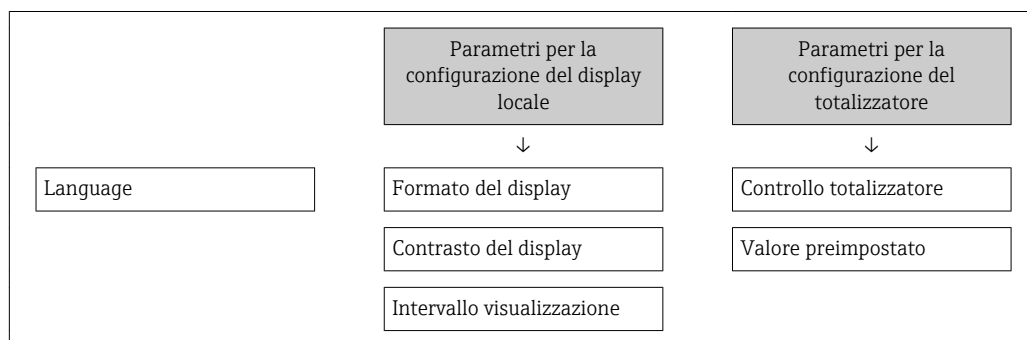 Parametri per la
configurazione del display
locale
Parametri per la
configurazione del
totalizzatore
↓
↓
Language
Formato del display
Controllo totalizzatore
Contrasto del display
Valore preimpostato
Intervallo visualizzazione